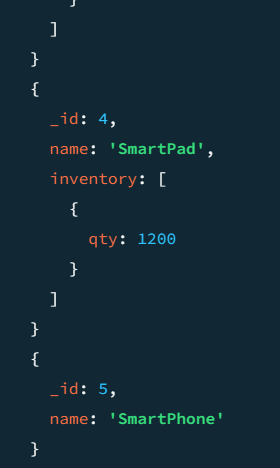 }
]
}
{
_id: 4,
name: 'SmartPad',
inventory: [
{
qty: 1200
}
]
}
{
_id: 5,
name: 'SmartPhone'
}